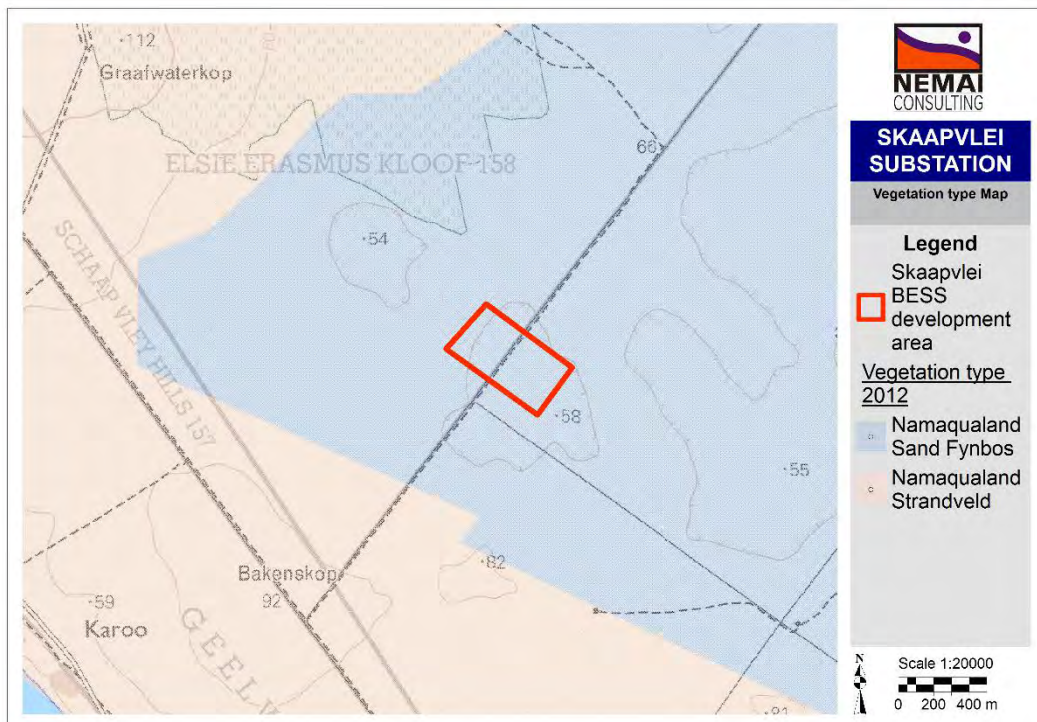 ·112
Graafwaterkop
ELSIE ERASMUS KLOOF 158
66
·54
SCHAAP VLEY HILLS 157
·58
·55
·82
Bakenskop
92
·59
Karoo
GEELW
·81
NEMAI
CONSULTING
SKAAPVLEI
SUBSTATION
Vegetation type Map
Legend
Skaapvlei
BESS
development
area
Vegetation type
2012
Namaqualand
Sand Fynbos
Namaqualand
Strandveld
N
Scale 1:20000
0 200 400 m